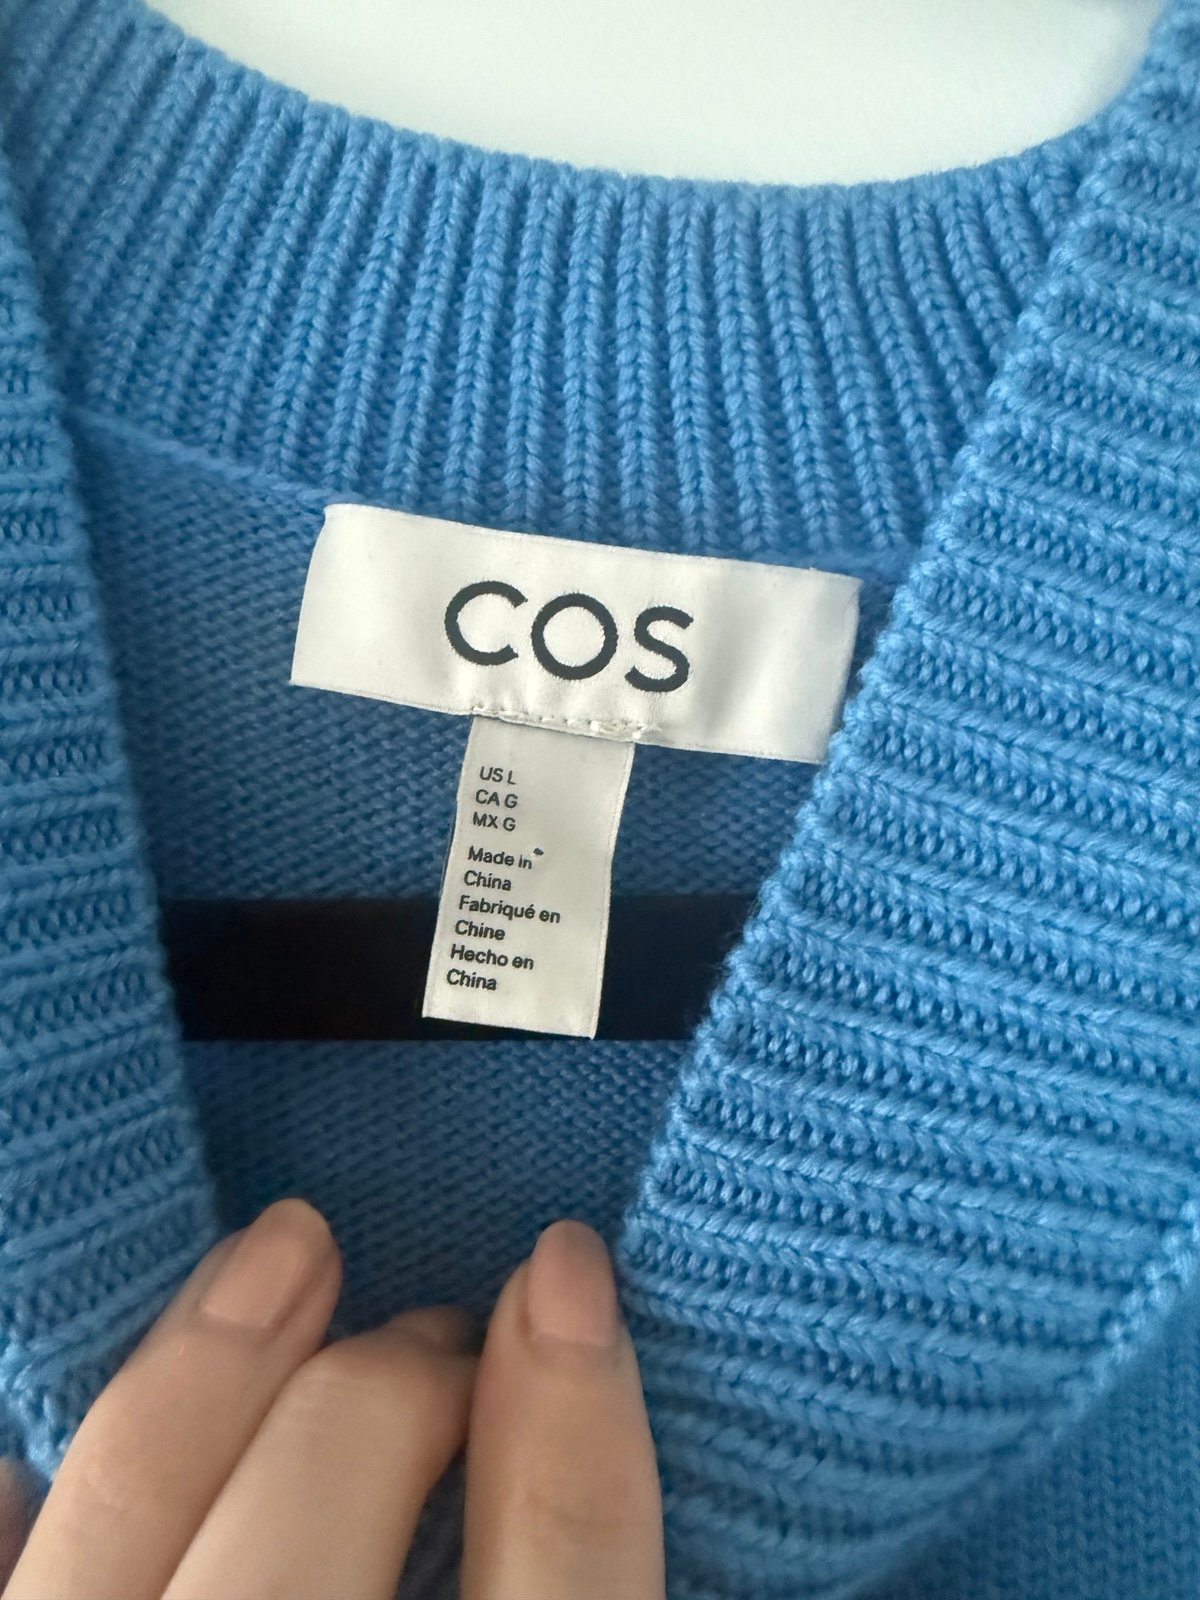 COS
US L
CA G
MX G
Made in
China
Fabriqué en
Chine
Hecho en
China